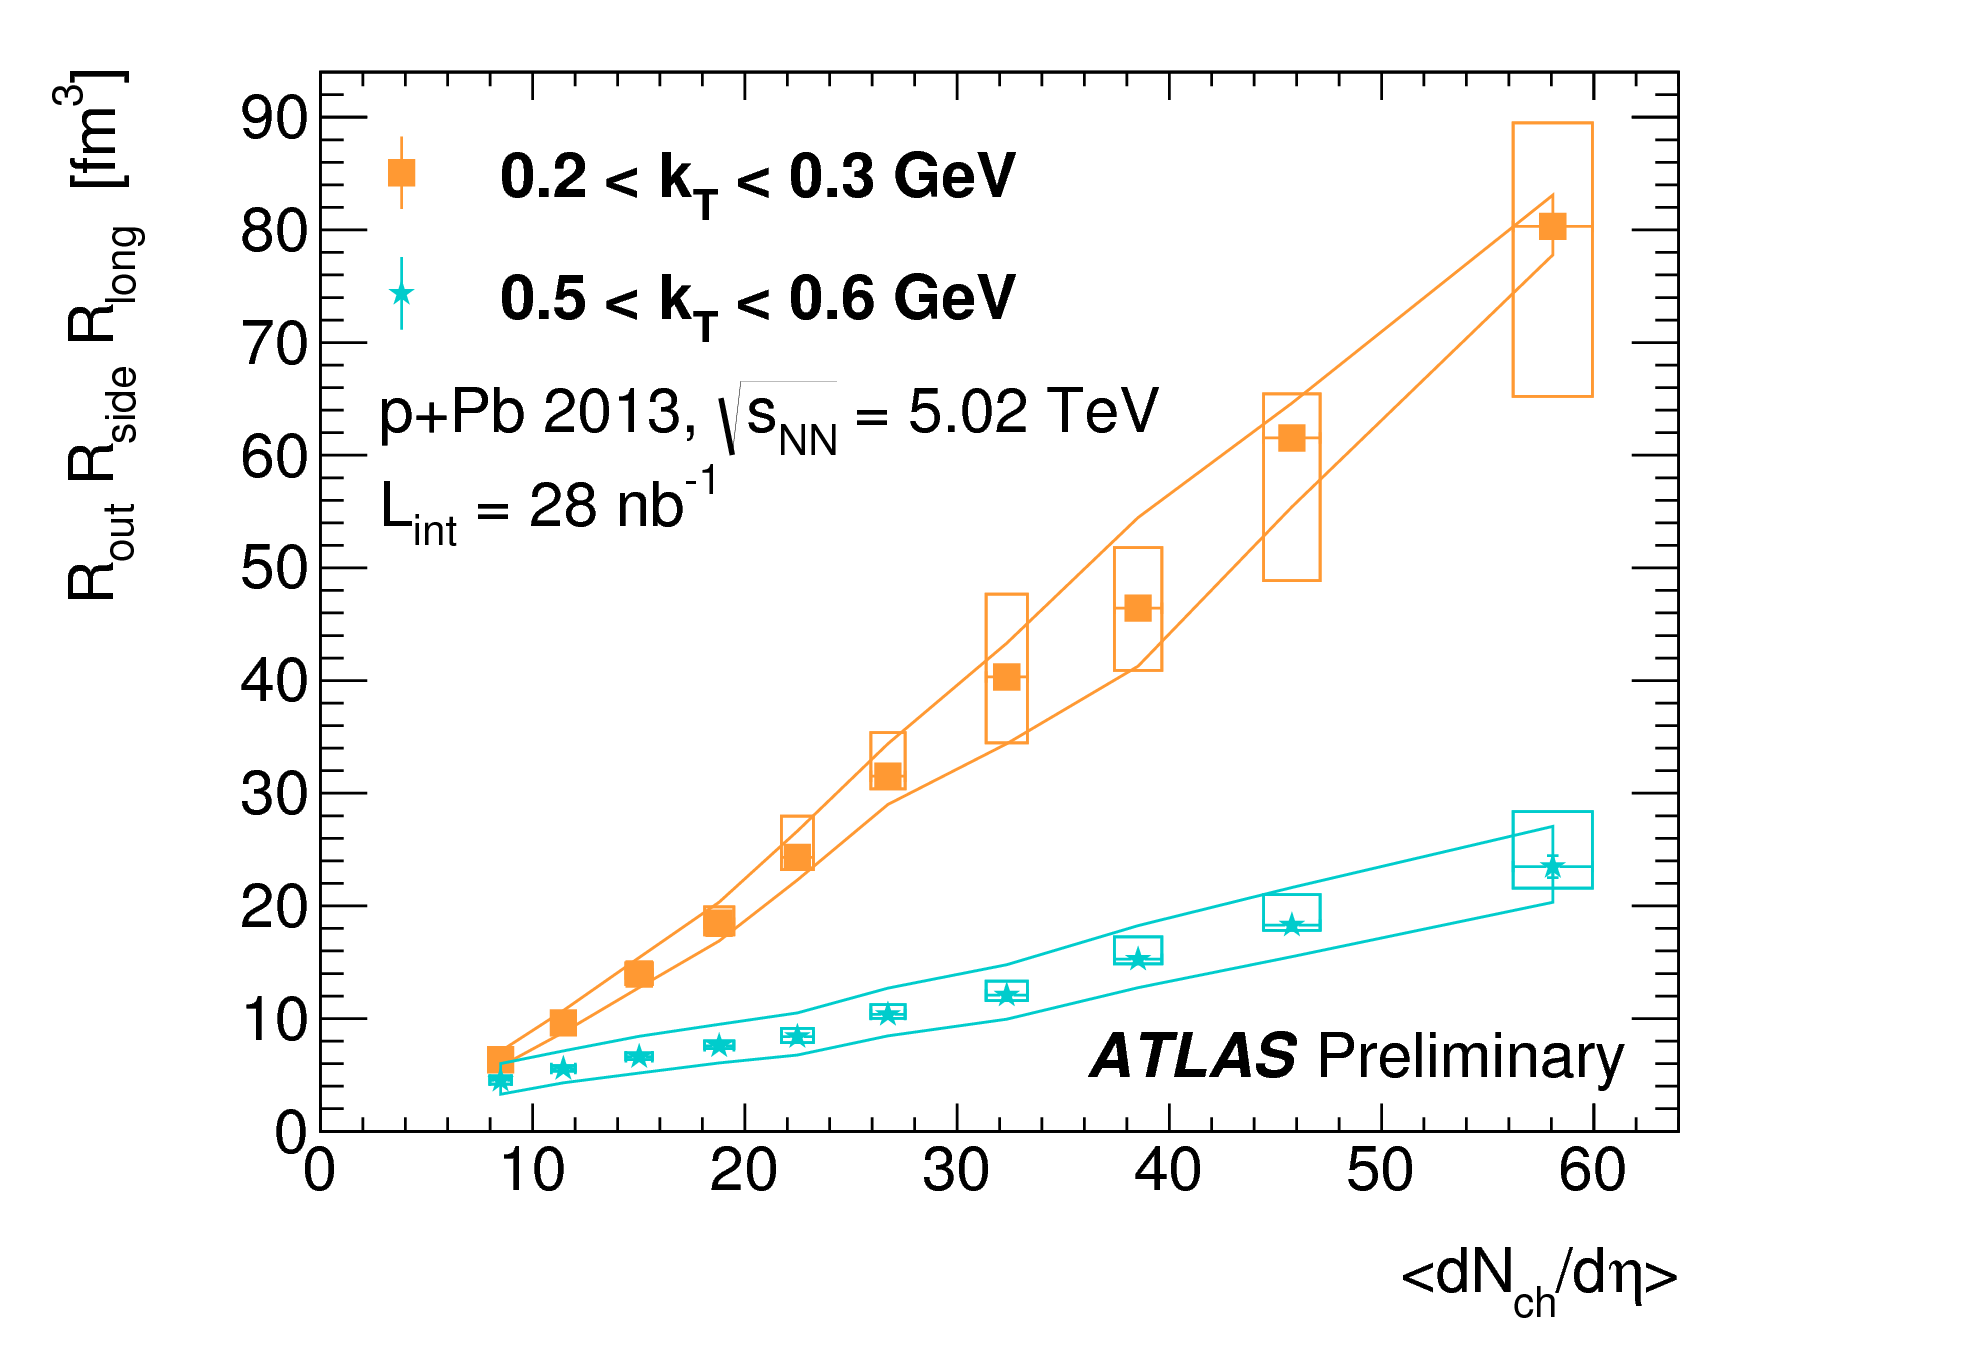 R_out R_side R_long [fm^3]
90
80
70
60
50
40
30
20
10
0
0.2 < k_T < 0.3 GeV
0.5 < k_T < 0.6 GeV
p+Pb 2013, √s_NN = 5.02 TeV
L_int = 28 nb^-1
ATLAS Preliminary
0 10 20 30 40 50 60
<dN_ch/dη>